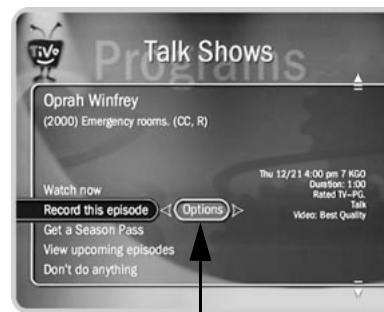 TiVo
Programs
Talk Shows
Oprah Winfrey
(2000) Emergency rooms. (CC, R)
Thu 12/21 4:00 pm 7 KGO
Duration: 1:00
Rated TV-PG.
Talk
Video: Best Quality
Watch now
Record this episode Options
Get a Season Pass
View upcoming episodes
Don't do anything